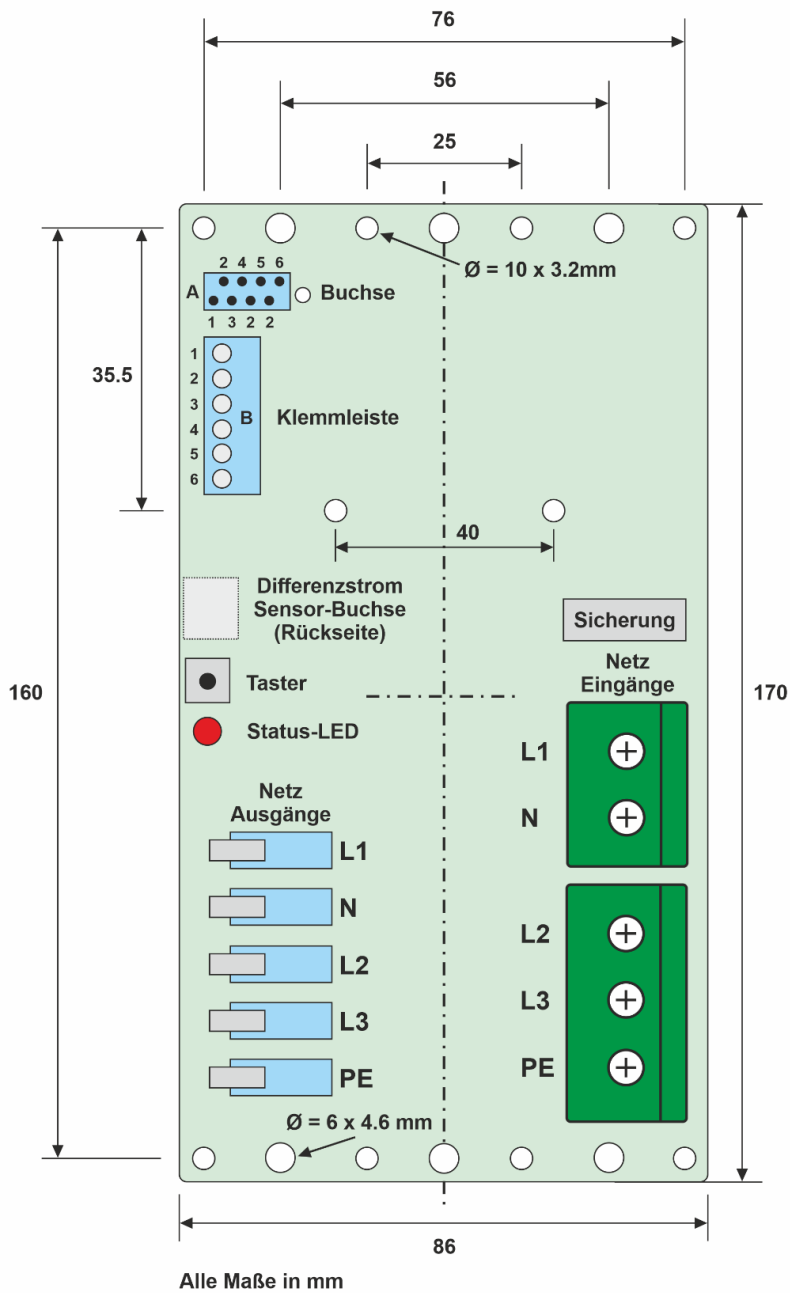 76
56
25
Ø = 10 x 3.2mm
2 4 5 6
A
Buchse
1 3 2 2
35.5
1
2
3
4
5
6
B
Klemmleiste
40
Differenzstrom
Sensor-Buchse
(Rückseite)
Sicherung
Netz
Eingänge
160
170
Taster
Status-LED
L1
N
Netz
Ausgänge
L1
N
L2
L3
PE
L2
L3
PE
Ø = 6 x 4.6 mm
86
Alle Maße in mm